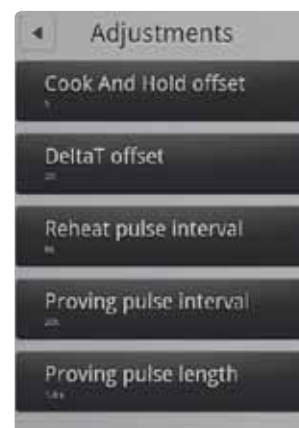 Adjustments
Cook And Hold offset
DeltaT offset
Reheat pulse interval
Proving pulse interval
Proving pulse length